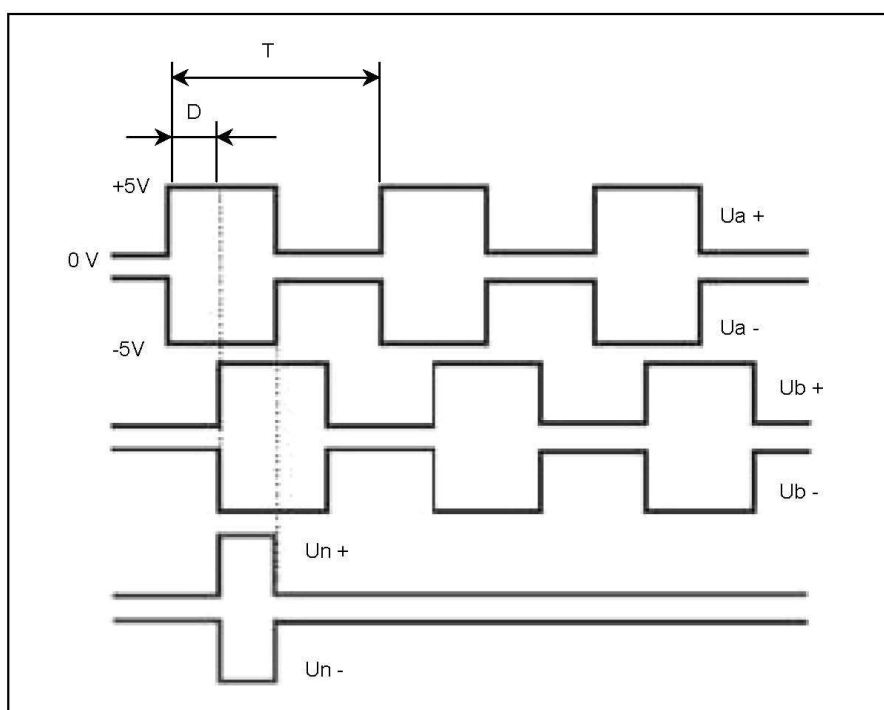 T
D
+5V
Ua +
0 V
Ua -
-5V
Ub +
Ub -
Un +
Un -